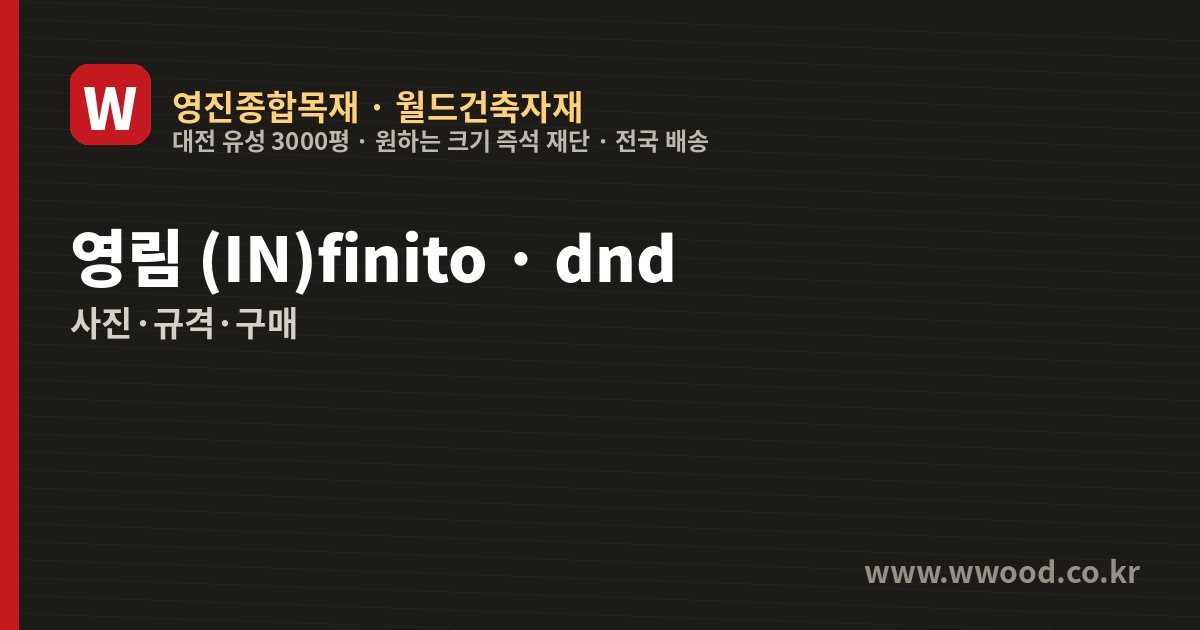 W
영진종합목재 · 월드건축자재
대전 유성 3000평 · 원하는 크기 즉석 재단 · 전국 배송
영림 (IN)finito · dnd
사진·규격·구매
www.wwood.co.kr